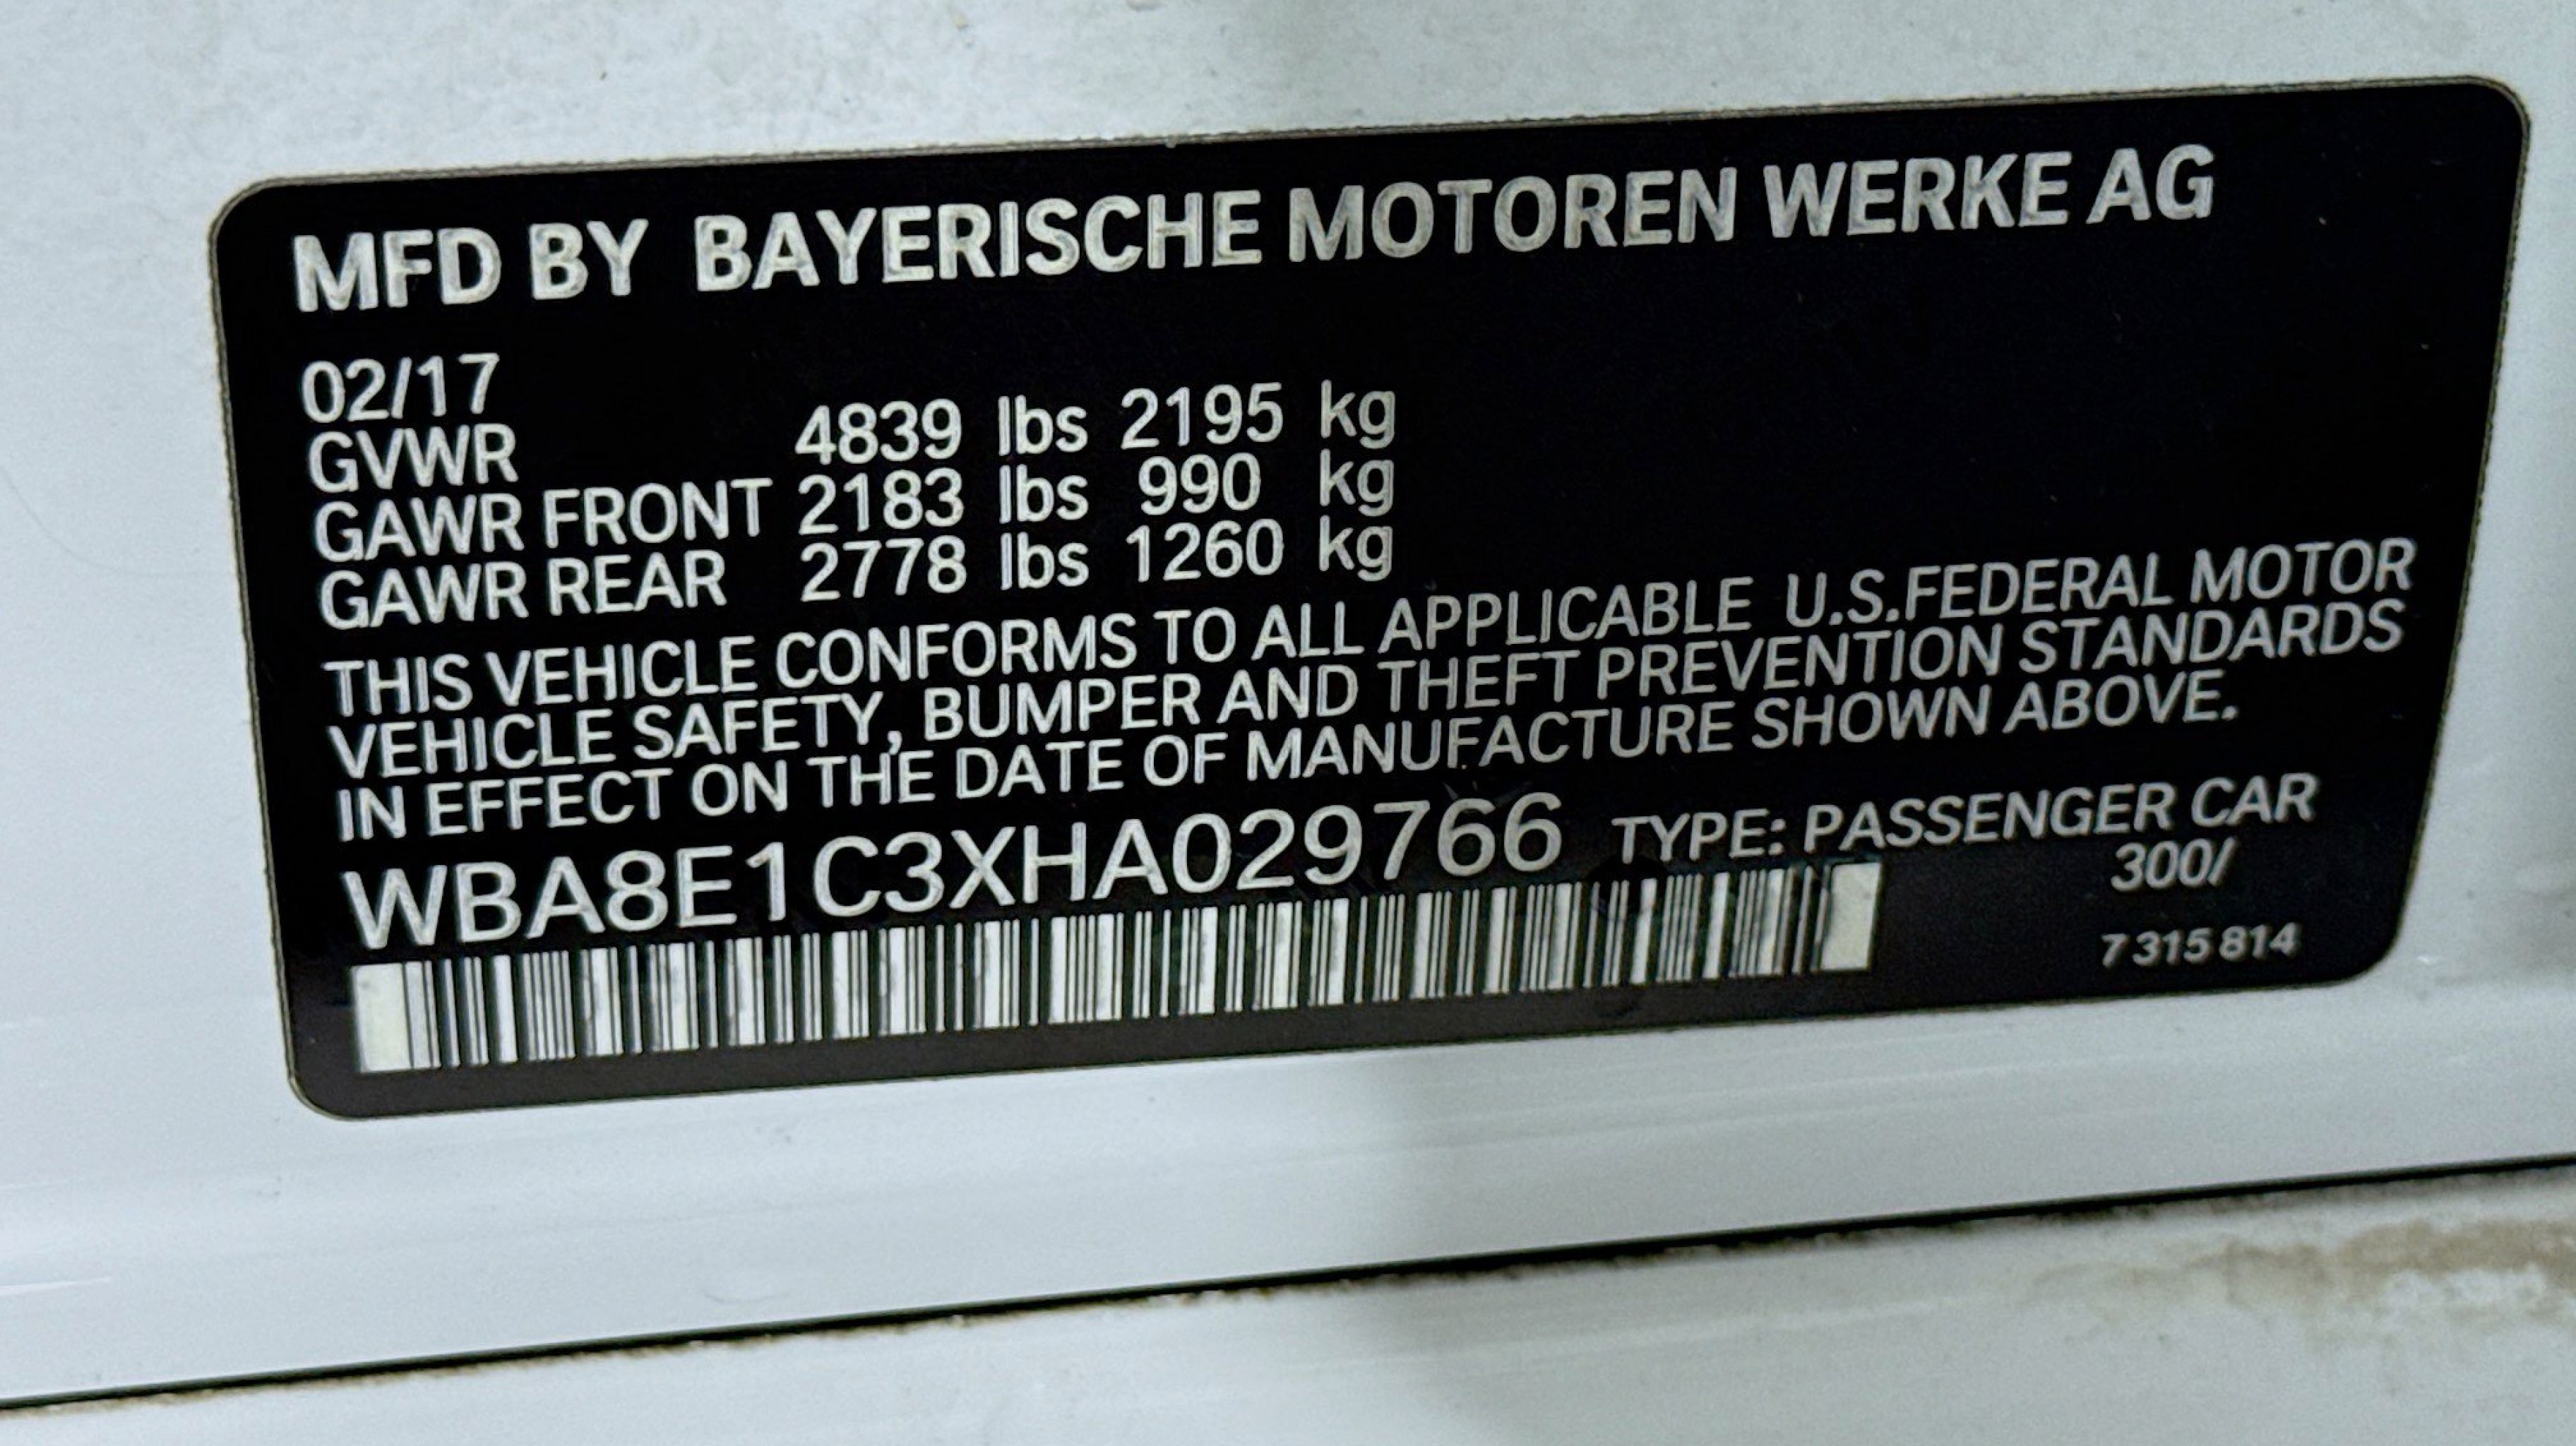 MFD BY BAYERISCHE MOTOREN WERKE AG
02/17
GVWR 4839 lbs 2195 kg
GAWR FRONT 2183 lbs 990 kg
GAWR REAR 2778 lbs 1260 kg
THIS VEHICLE CONFORMS TO ALL APPLICABLE U.S.FEDERAL MOTOR
VEHICLE SAFETY, BUMPER AND THEFT PREVENTION STANDARDS
IN EFFECT ON THE DATE OF MANUFACTURE SHOWN ABOVE.
WBA8E1C3XHA029766 TYPE: PASSENGER CAR
300/
7 315 814